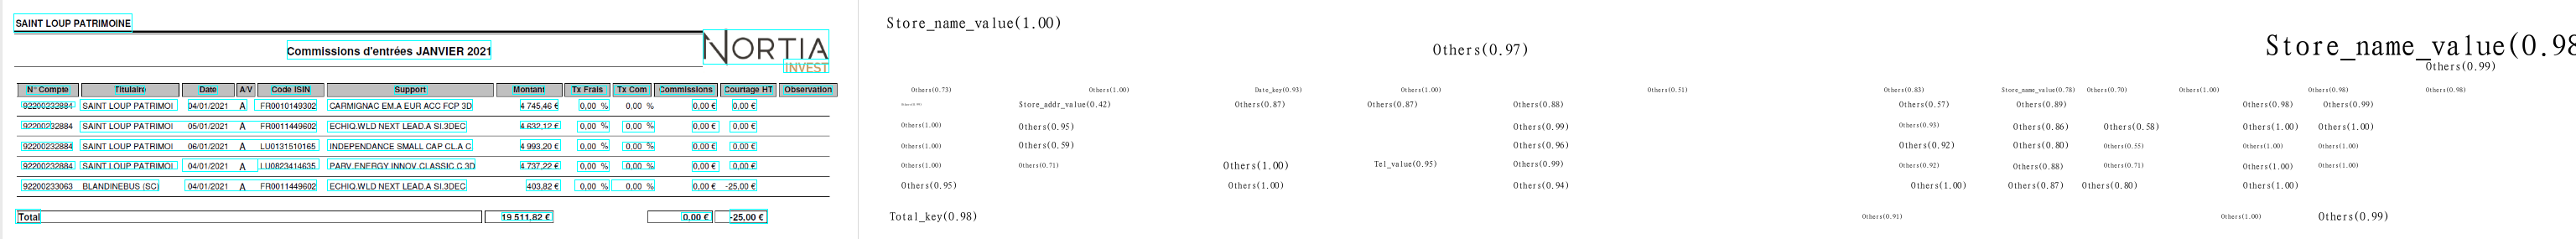 SAINT LOUP PATRIMOINE
Commissions d'entrées JANVIER 2021
NORTIA
INVEST
N° Compte Titulaire Date A/V Code ISIN Support Montant Tx Frais Tx Com Commissions Courtage HT Observation
92200232884 SAINT LOUP PATRIMOI 04/01/2021 A FR0010149302 CARMIGNAC EM.A EUR ACC FCP 3D 4 745,46 € 0,00 % 0,00 % 0,00 € 0,00 €
92200232884 SAINT LOUP PATRIMOI 05/01/2021 A FR0011449602 ECHIQ.WLD NEXT LEAD.A SI.3DEC 4 632,12 € 0,00 % 0,00 % 0,00 € 0,00 €
92200232884 SAINT LOUP PATRIMOI 06/01/2021 A LU0131510165 INDEPENDANCE SMALL CAP CL.A C 4 993,20 € 0,00 % 0,00 % 0,00 € 0,00 €
92200232884 SAINT LOUP PATRIMOI 04/01/2021 A LU0823414635 PARV.ENERGY INNOV.CLASSIC C.3D 4 737,22 € 0,00 % 0,00 % 0,00 € 0,00 €
92200233063 BLANDINEBUS (SC) 04/01/2021 A FR0011449602 ECHIQ.WLD NEXT LEAD.A SI.3DEC 403,82 € 0,00 % 0,00 % 0,00 € -25,00 €
Total 19 511,82 € 0,00 € -25,00 €
Store_name_value(1.00)
Others(0.97) Store_name_value(0.98
Others(0.99)
Others(0.73) Others(1.00) Date_key(0.93) Others(1.00) Others(0.51) Others(0.83) Store_name_value(0.78) Others(0.70) Others(1.00) Others(0.98) Others(0.98)
Store_addr_value(0.42) Others(0.87) Others(0.87) Others(0.88) Others(0.57) Others(0.89) Others(0.98) Others(0.99)
Others(1.00) Others(0.95) Others(0.99) Others(0.93) Others(0.86) Others(0.58) Others(1.00) Others(1.00)
Others(1.00) Others(0.59) Others(0.96) Others(0.92) Others(0.80) Others(0.55) Others(1.00) Others(1.00)
Others(1.00) Others(0.71) Others(1.00) Tel_value(0.95) Others(0.99) Others(0.92) Others(0.88) Others(0.71) Others(1.00) Others(1.00)
Others(0.95) Others(1.00) Others(0.94) Others(1.00) Others(0.87) Others(0.80) Others(1.00)
Total_key(0.98) Others(0.91) Others(1.00) Others(0.99)